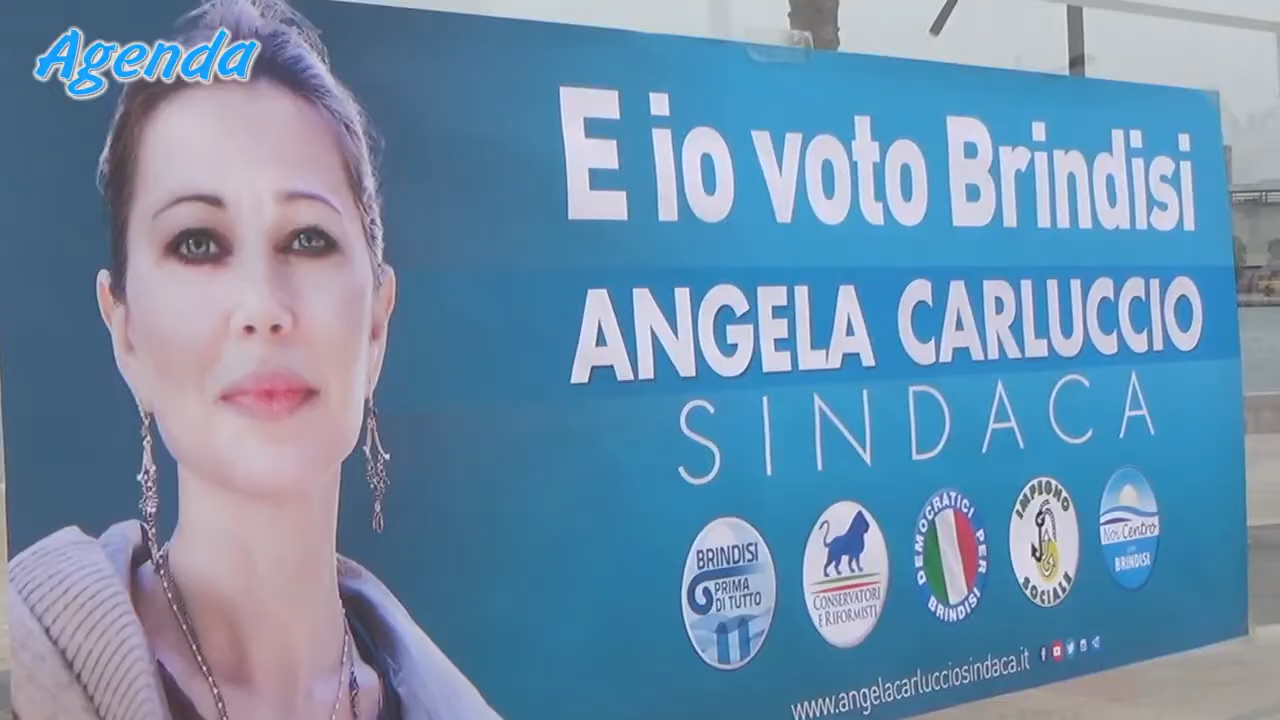 Agenda
E io voto Brindisi
ANGELA CARLUCCIO
SINDACA
BRINDISI
PRIMA
DI TUTTO
CONSERVATORI
E RIFORMISTI
DEMOCRATICI PER
BRINDISI
IMPEGNO
SOCIALE
Noi Centro
BRINDISI
www.angelacarlucciosindaca.it